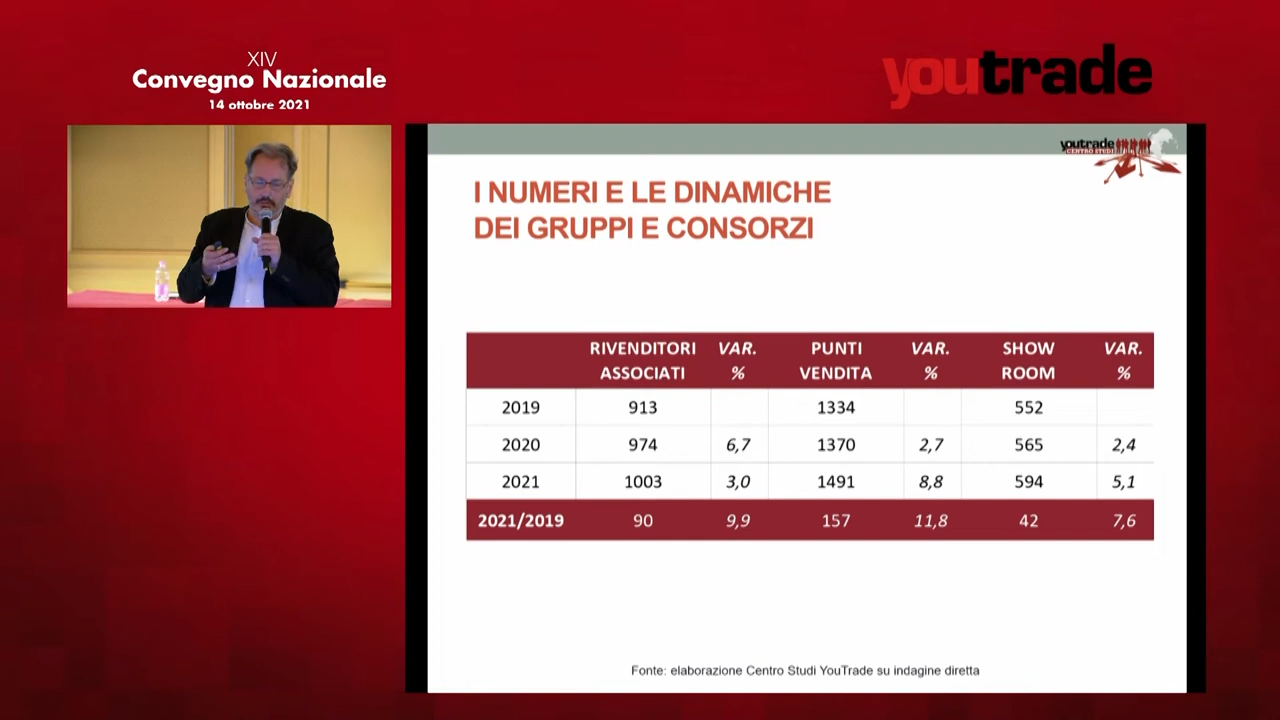 XIV
Convegno Nazionale
14 ottobre 2021
youtrade
youtrade
CENTRO STUDI
I NUMERI E LE DINAMICHE
DEI GRUPPI E CONSORZI
RIVENDITORI ASSOCIATI VAR. % PUNTI VENDITA VAR. % SHOW ROOM VAR. %
2019 913 1334 552
2020 974 6,7 1370 2,7 565 2,4
2021 1003 3,0 1491 8,8 594 5,1
2021/2019 90 9,9 157 11,8 42 7,6
Fonte: elaborazione Centro Studi YouTrade su indagine diretta